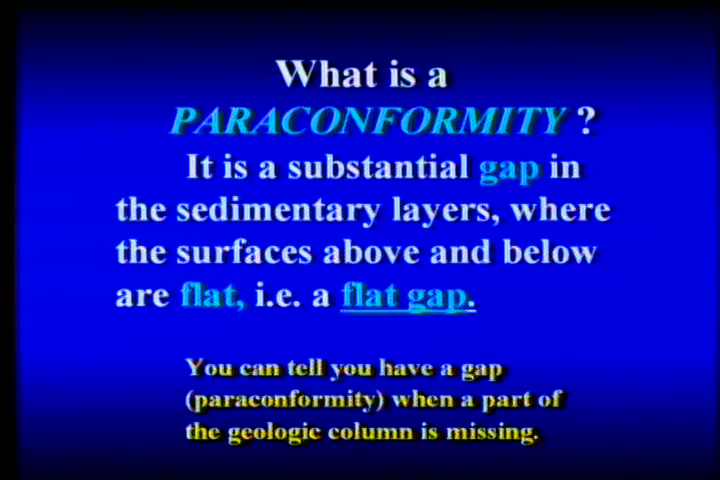 What is a
PARACONFORMITY ?
It is a substantial gap in
the sedimentary layers, where
the surfaces above and below
are flat, i.e. a flat gap.
You can tell you have a gap
(paraconformity) when a part of
the geologic column is missing.